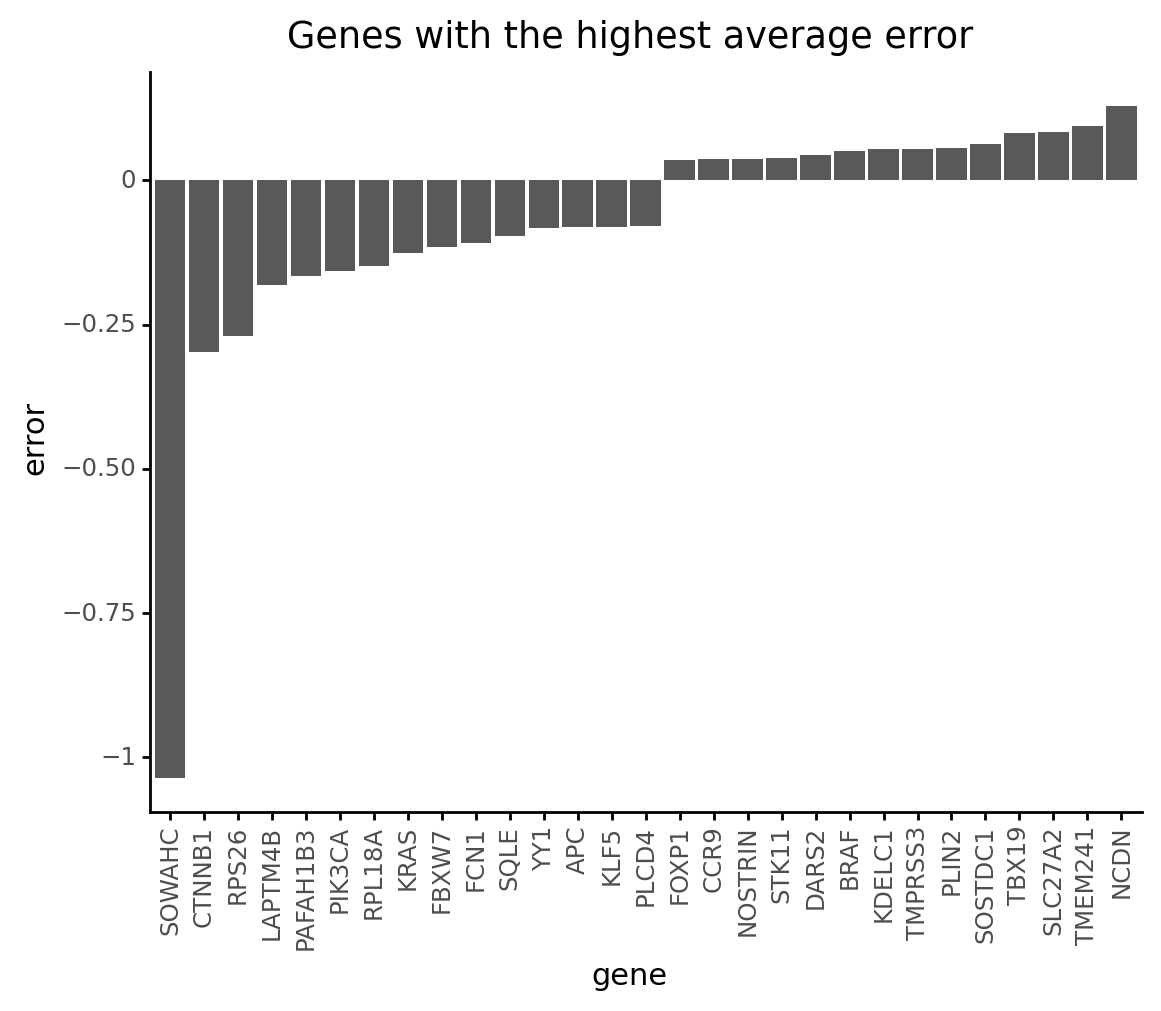 Genes with the highest average error
error
0
−0.25
−0.50
−0.75
−1
SOWAHC
CTNNB1
RPS26
LAPTM4B
PAFAH1B3
PIK3CA
RPL18A
KRAS
FBXW7
FCN1
SQLE
YY1
APC
KLF5
PLCD4
FOXP1
CCR9
NOSTRIN
STK11
DARS2
BRAF
KDELC1
TMPRSS3
PLIN2
SOSTDC1
TBX19
SLC27A2
TMEM241
NCDN
gene